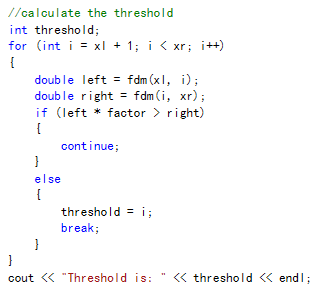 //calculate the threshold
int threshold;
for (int i = xl + 1; i < xr; i++)
{
    double left = fdm(xl, i);
    double right = fdm(i, xr);
    if (left * factor > right)
    {
        continue;
    }
    else
    {
        threshold = i;
        break;
    }
}
cout << "Threshold is: " << threshold << endl;